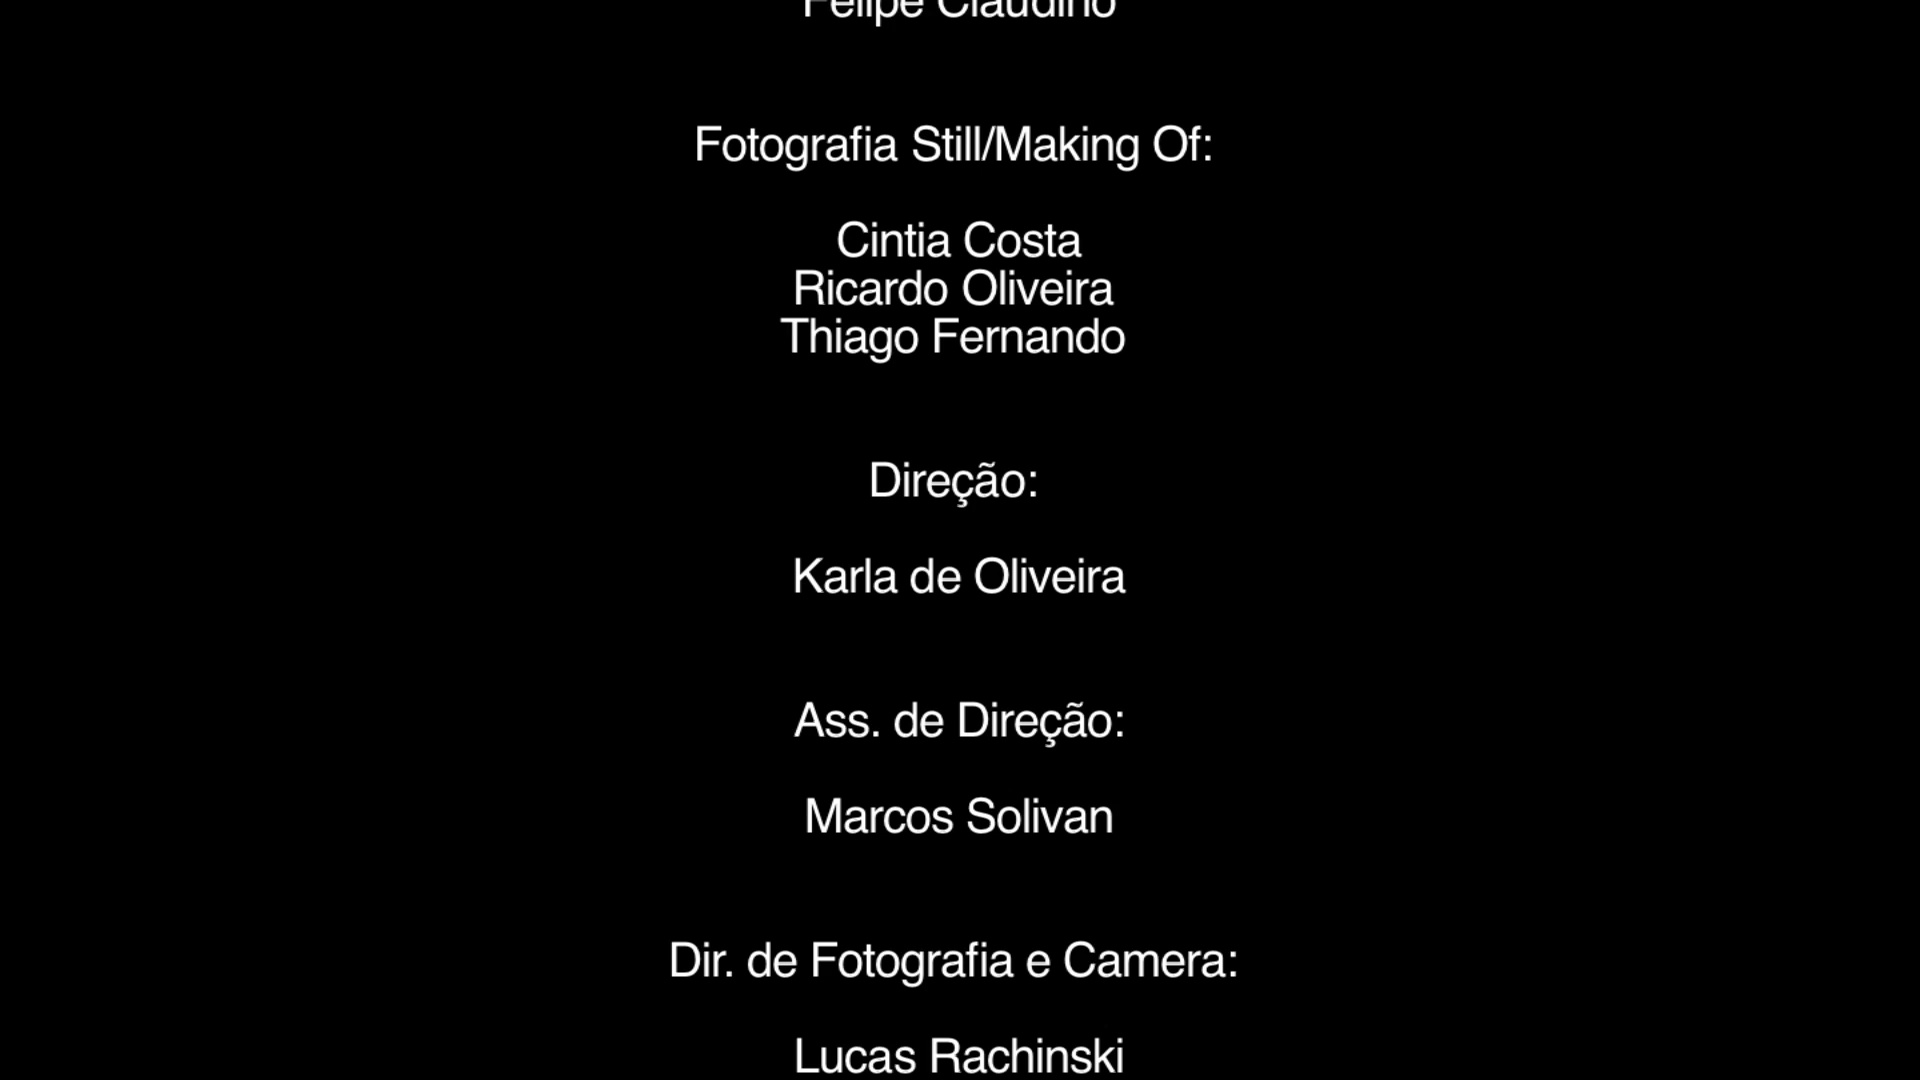 Felipe Claudino
Fotografia Still/Making Of:
Cintia Costa
Ricardo Oliveira
Thiago Fernando
Direção:
Karla de Oliveira
Ass. de Direção:
Marcos Solivan
Dir. de Fotografia e Camera:
Lucas Rachinski